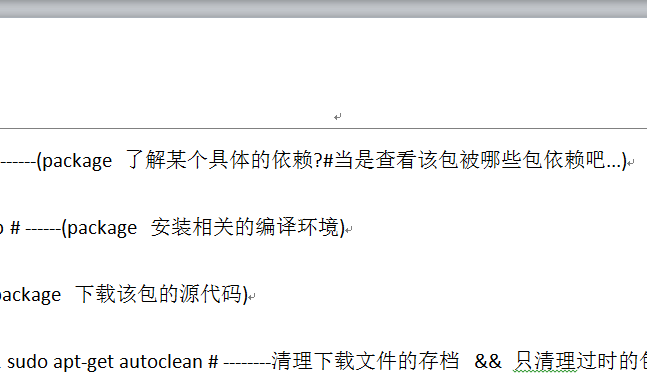 ------(package 了解某个具体的依赖?#当是查看该包被哪些包依赖吧...)
# ------(package 安装相关的编译环境)
package 下载该包的源代码)
sudo apt-get autoclean # --------清理下载文件的存档 && 只清理过时的包